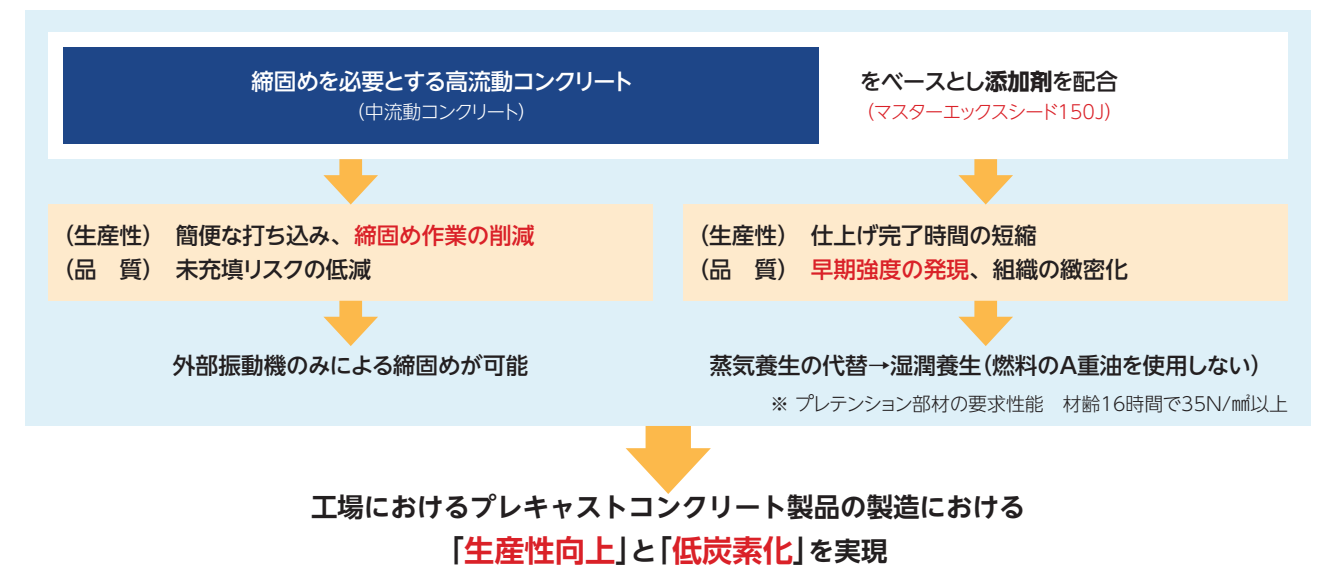 締固めを必要とする高流動コンクリート
(中流動コンクリート)
をベースとし添加剤を配合
(マスターエックスシード150J)
(生産性) 簡便な打ち込み、締固め作業の削減
(品 質) 未充填リスクの低減
(生産性) 仕上げ完了時間の短縮
(品 質) 早期強度の発現、組織の緻密化
外部振動機のみによる締固めが可能
蒸気養生の代替→湿潤養生(燃料のA重油を使用しない)
※ プレテンション部材の要求性能 材齢16時間で35N/㎟以上
工場におけるプレキャストコンクリート製品の製造における
「生産性向上」と「低炭素化」を実現